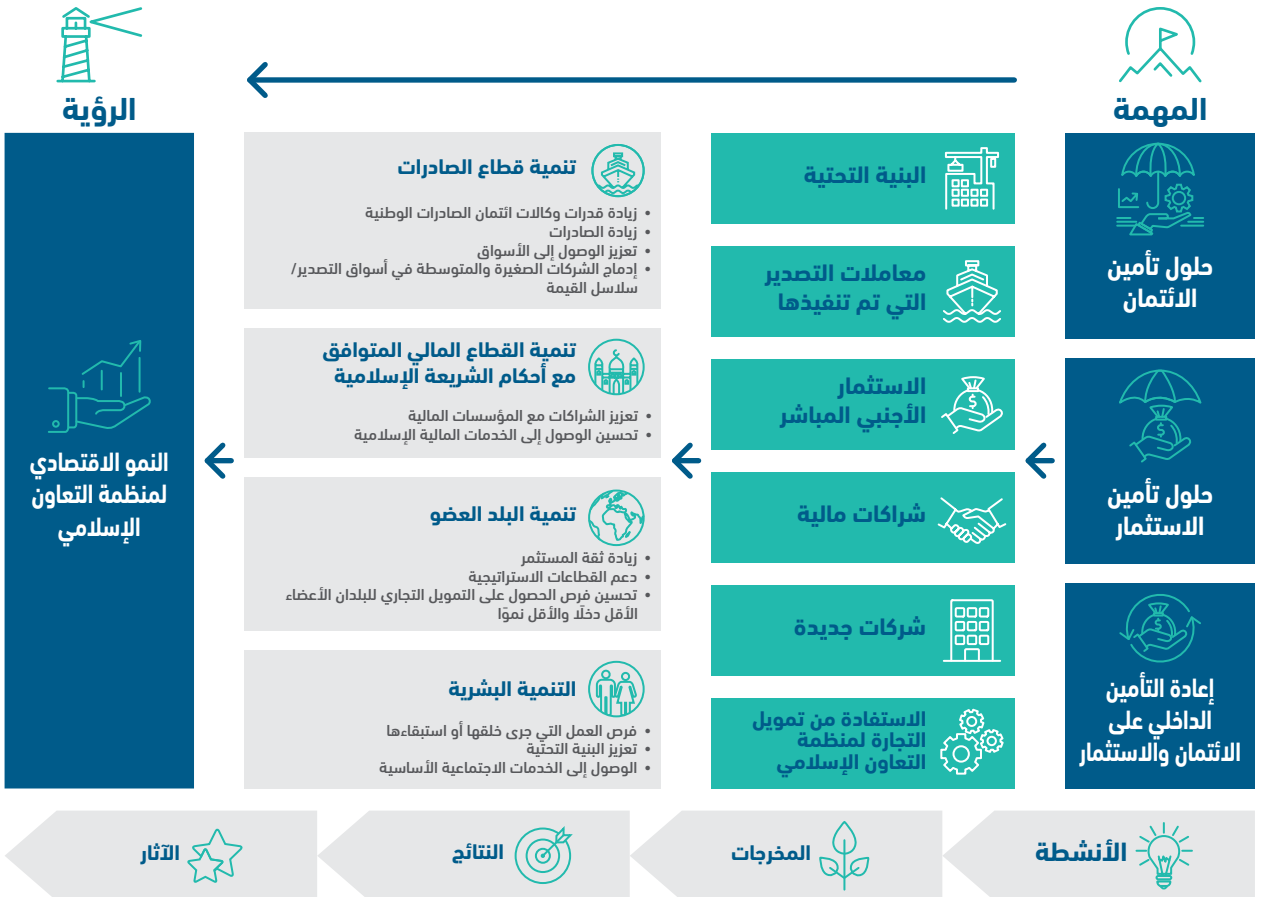 المهمة
الرؤية
حلول تأمين
الائتمان
حلول تأمين
الاستثمار
إعادة التأمين
الداخلي على
الائتمان والاستثمار
البنية التحتية
معاملات التصدير
التي تم تنفيذها
الاستثمار
الأجنبي المباشر
شراكات مالية
شركات جديدة
الاستفادة من تمويل
التجارة لمنظمة
التعاون الإسلامي
تنمية قطاع الصادرات
• زيادة قدرات وكالات ائتمان الصادرات الوطنية
• زيادة الصادرات
• تعزيز الوصول إلى الأسواق
• إدماج الشركات الصغيرة والمتوسطة في أسواق التصدير/
سلاسل القيمة
تنمية القطاع المالي المتوافق
مع أحكام الشريعة الإسلامية
• تعزيز الشراكات مع المؤسسات المالية
• تحسين الوصول إلى الخدمات المالية الإسلامية
تنمية البلد العضو
• زيادة ثقة المستثمر
• دعم القطاعات الاستراتيجية
• تحسين فرص الحصول على التمويل التجاري للبلدان الأعضاء
الأقل دخلًا والأقل نموًا
التنمية البشرية
• فرص العمل التي جرى خلقها أو استبقاءها
• تعزيز البنية التحتية
• الوصول إلى الخدمات الاجتماعية الأساسية
النمو الاقتصادي
لمنظمة التعاون
الإسلامي
الأنشطة
المخرجات
النتائج
الآثار